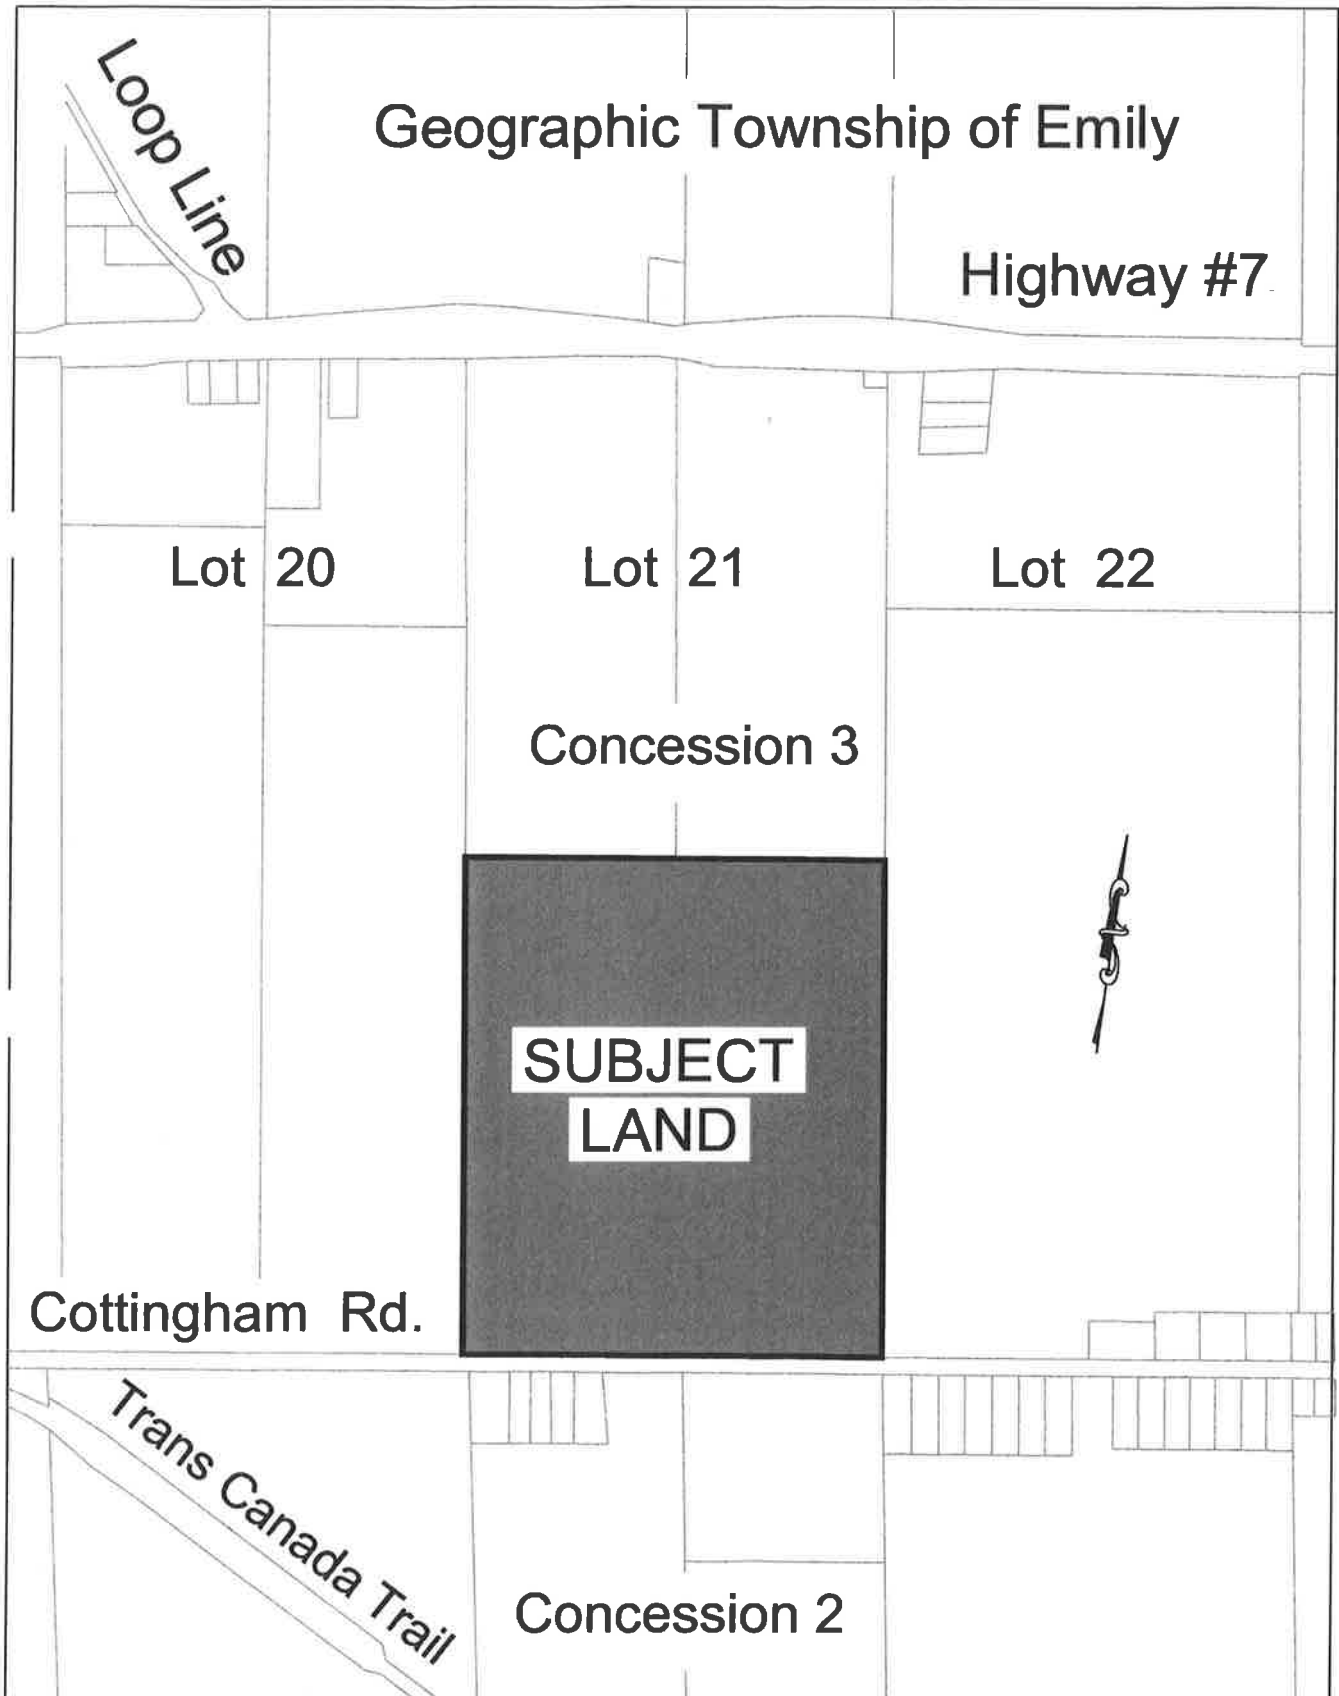 Loop Line
Geographic Township of Emily
Highway #7
Lot 20
Lot 21
Lot 22
Concession 3
SUBJECT
LAND
Cottingham Rd.
Trans Canada Trail
Concession 2